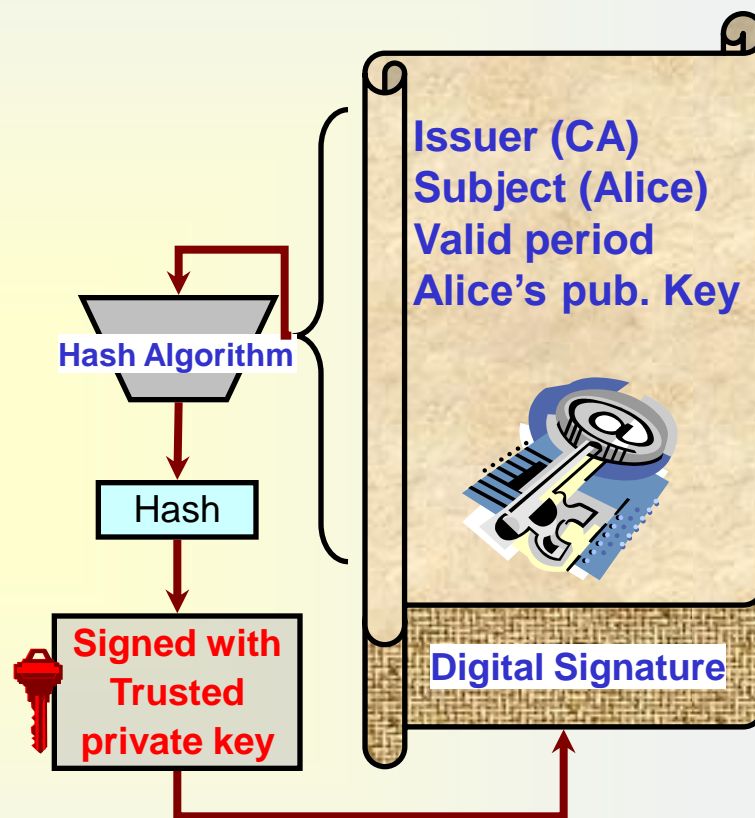 Issuer (CA)
Subject (Alice)
Valid period
Alice's pub. Key
Hash Algorithm
Hash
Signed with
Trusted
private key
Digital Signature